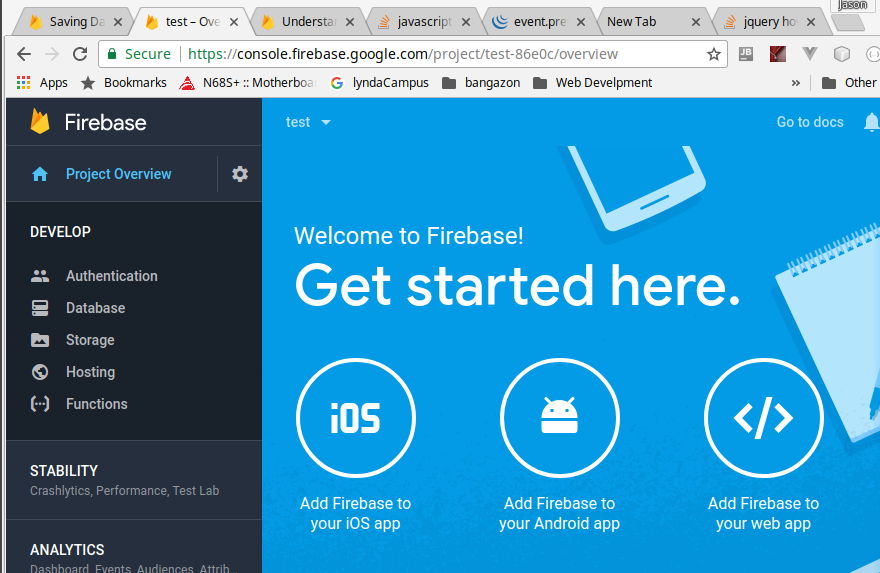 Jason
Saving Da
test – Ove
Understa
javascript
event.pre
New Tab
jquery ho
Secure
https://console.firebase.google.com/project/test-86e0c/overview
Apps
Bookmarks
N68S+ :: Motherboa
lyndaCampus
bangazon
Web Develpment
»
Other
Firebase
test
Go to docs
Project Overview
DEVELOP
Authentication
Database
Storage
Hosting
Functions
STABILITY
Crashlytics, Performance, Test Lab
ANALYTICS
Dashboard, Events, Audiences, Attrib...
Welcome to Firebase!
Get started here.
iOS
</>
Add Firebase to
your iOS app
Add Firebase to
your Android app
Add Firebase to
your web app